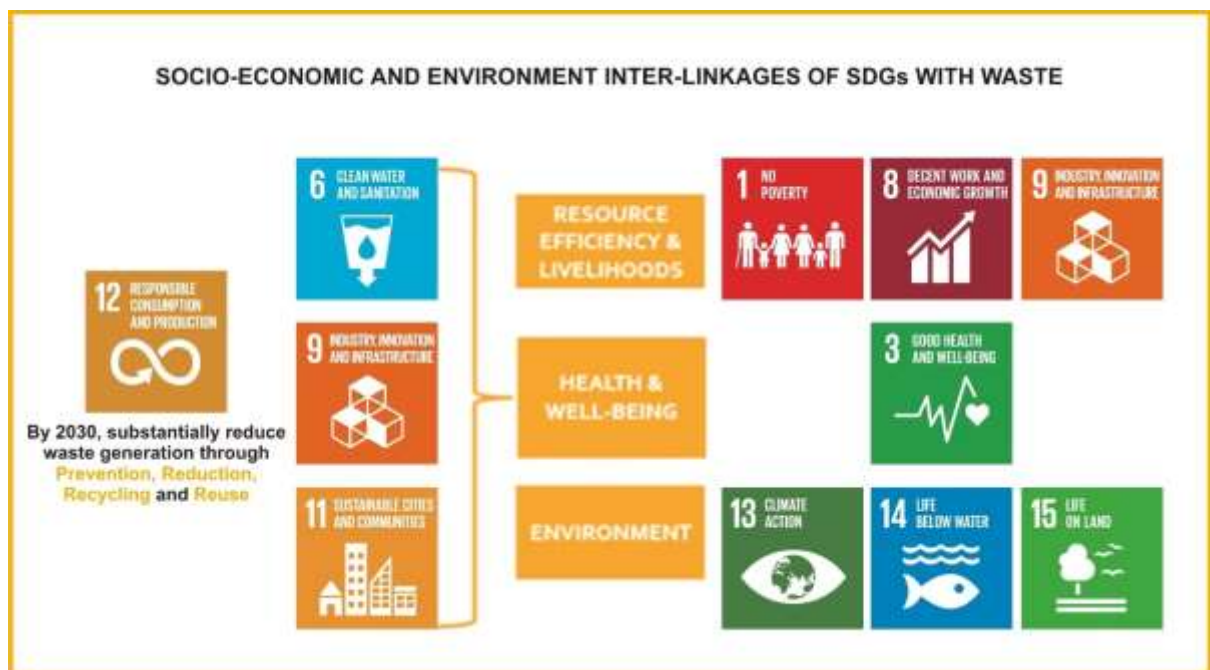 SOCIO-ECONOMIC AND ENVIRONMENT INTER-LINKAGES OF SDGs WITH WASTE
12 RESPONSIBLE
CONSUMPTION
AND PRODUCTION
By 2030, substantially reduce
waste generation through
Prevention, Reduction,
Recycling and Reuse
6 CLEAN WATER
AND SANITATION
9 INDUSTRY, INNOVATION
AND INFRASTRUCTURE
11 SUSTAINABLE CITIES
AND COMMUNITIES
RESOURCE
EFFICIENCY &
LIVELIHOODS
1 NO
POVERTY
8 DECENT WORK AND
ECONOMIC GROWTH
9 INDUSTRY, INNOVATION
AND INFRASTRUCTURE
HEALTH &
WELL-BEING
3 GOOD HEALTH
AND WELL-BEING
ENVIRONMENT
13 CLIMATE
ACTION
14 LIFE
BELOW WATER
15 LIFE
ON LAND